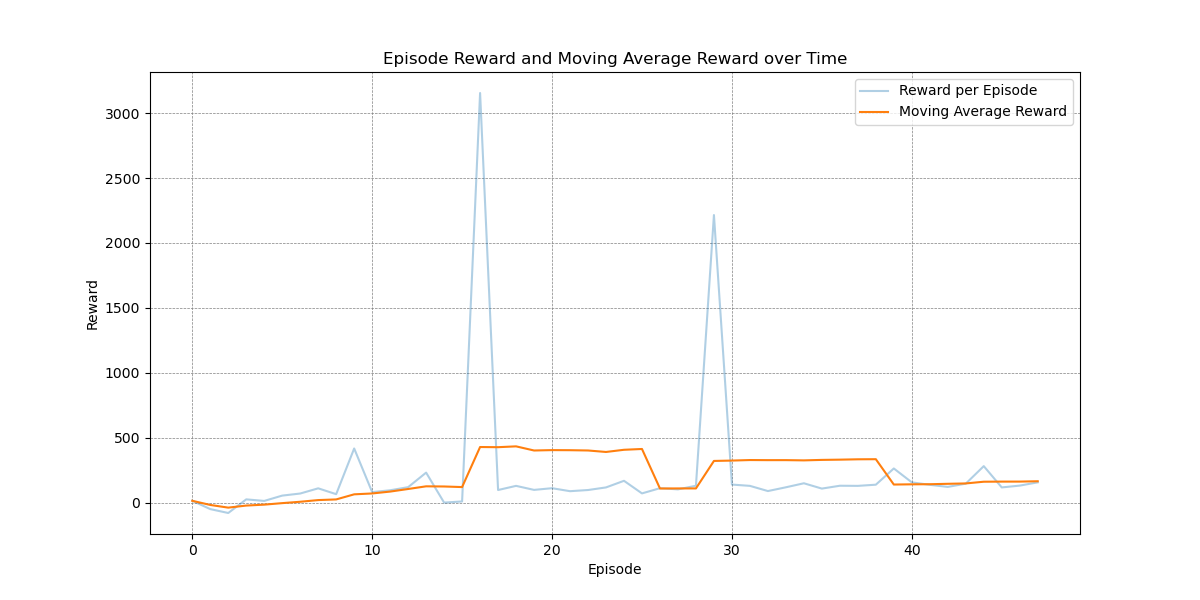 Episode Reward and Moving Average Reward over Time
Reward per Episode
Moving Average Reward
3000
2500
2000
1500
1000
500
0
Reward
0 10 20 30 40
Episode